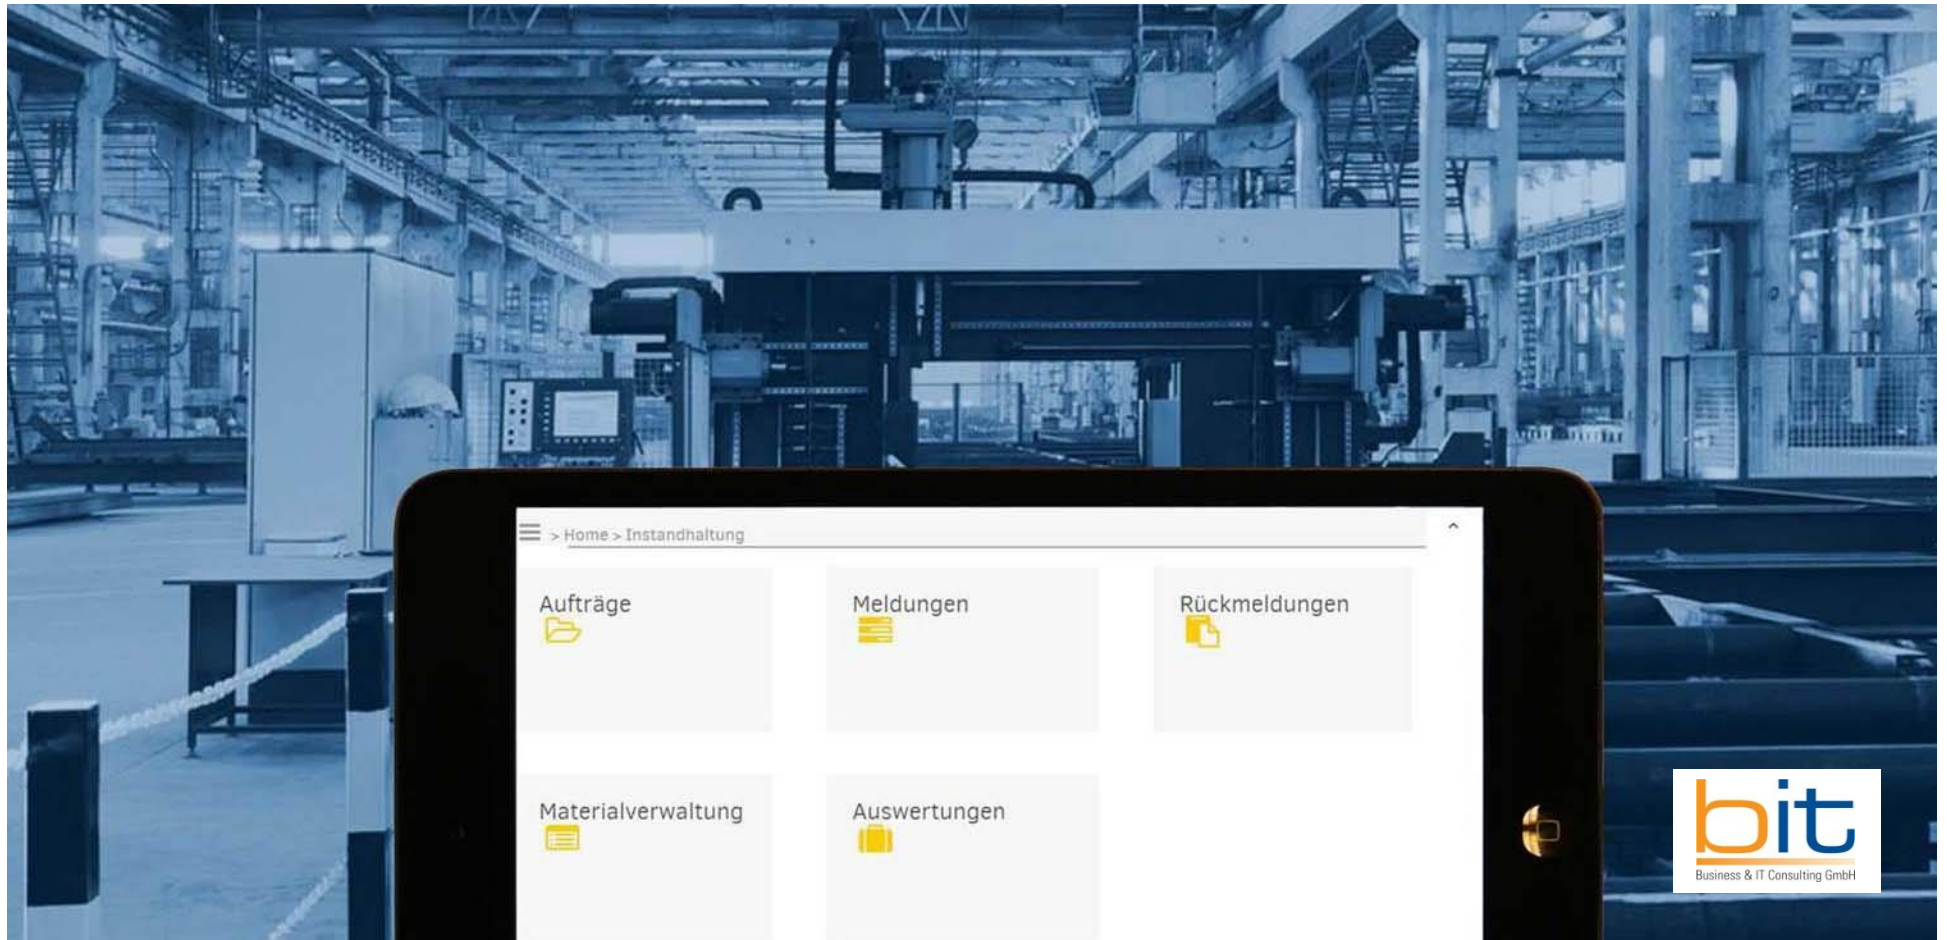 > Home > Instandhaltung
Aufträge
Meldungen
Rückmeldungen
Materialverwaltung
Auswertungen
bit
Business & IT Consulting GmbH